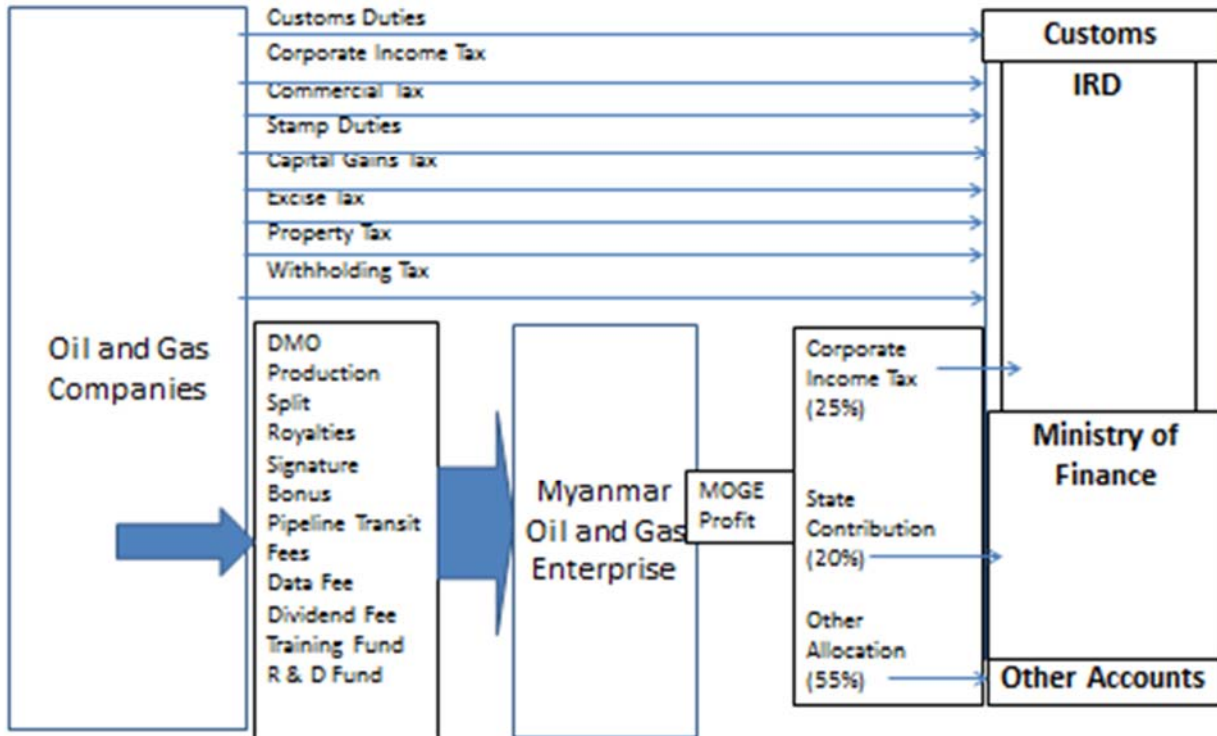 Customs Duties
Corporate Income Tax
Commercial Tax
Stamp Duties
Capital Gains Tax
Excise Tax
Property Tax
Withholding Tax
Oil and Gas
Companies
DMO
Production
Split
Royalties
Signature
Bonus
Pipeline Transit
Fees
Data Fee
Dividend Fee
Training Fund
R & D Fund
Myanmar
Oil and Gas
Enterprise
MOGE
Profit
Corporate
Income Tax
(25%)
State
Contribution
(20%)
Other
Allocation
(55%)
Customs
IRD
Ministry of
Finance
Other Accounts